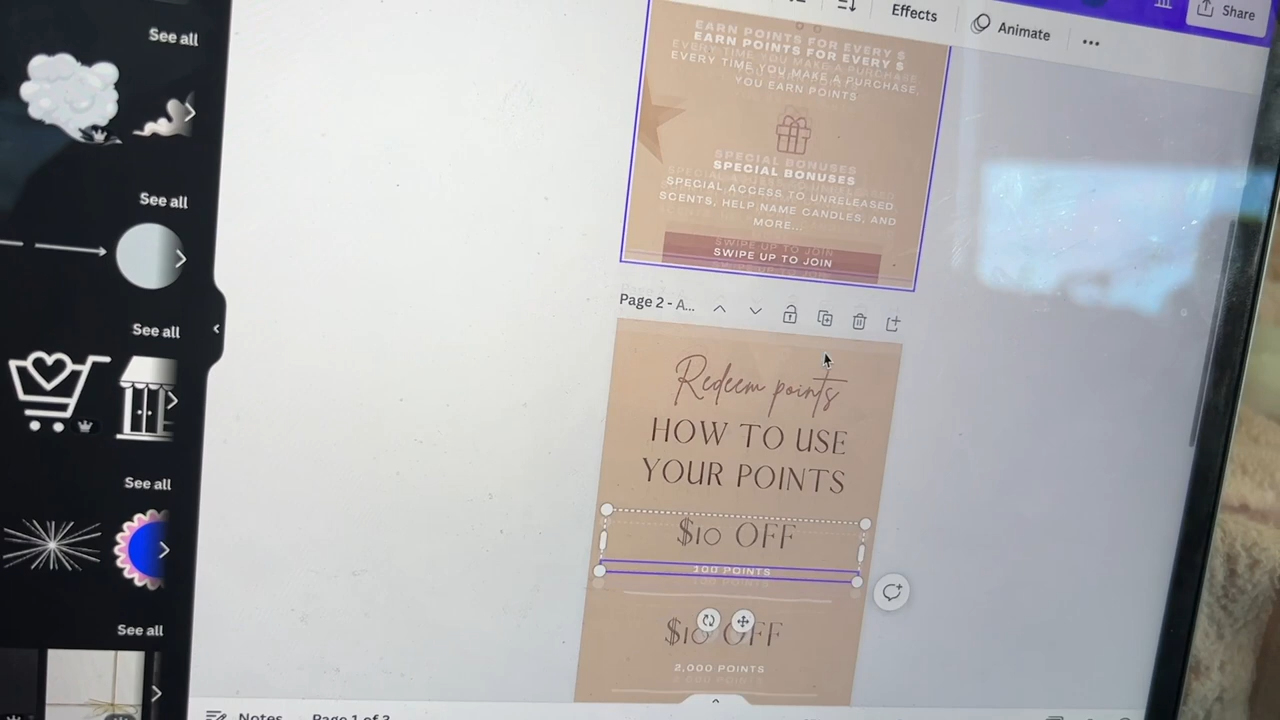 See all
See all
See all
See all
See all
Effects
Animate
Share
EARN POINTS FOR EVERY $
EVERY TIME YOU MAKE A PURCHASE,
YOU EARN POINTS
SPECIAL BONUSES
SPECIAL ACCESS TO UNRELEASED
SCENTS, HELP NAME CANDLES, AND
MORE...
SWIPE UP TO JOIN
Page 2 - A...
Redeem points
HOW TO USE
YOUR POINTS
$10 OFF
100 POINTS
$10 OFF
2,000 POINTS
Notes
Page 1 of 3